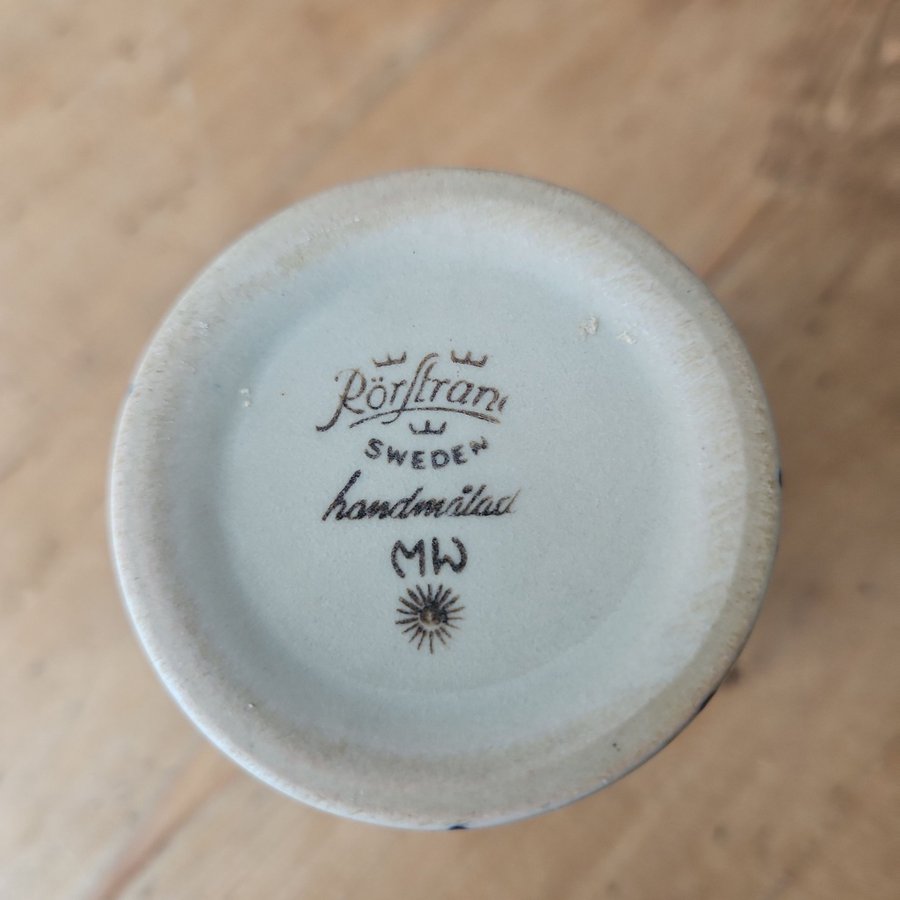 Rörstrand
SWEDEN
handmålad
MW